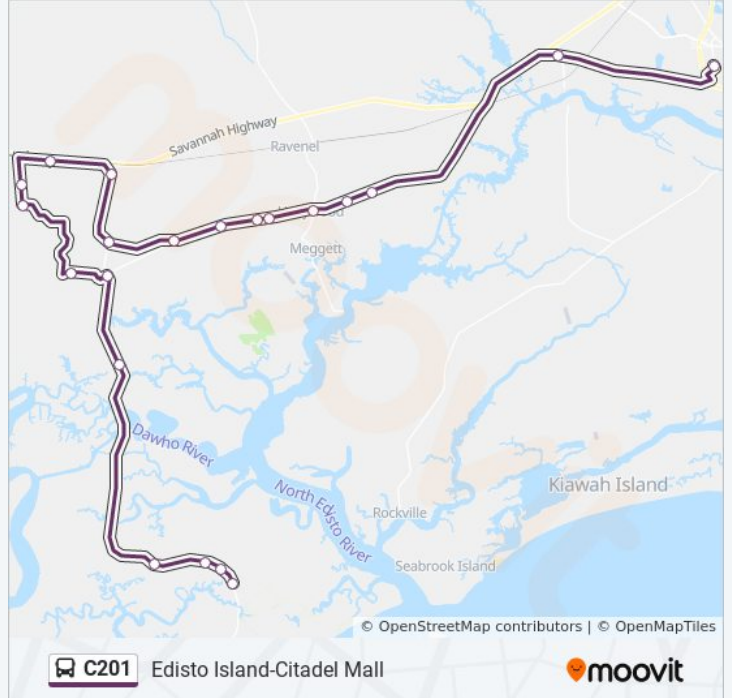 Savannah Highway
Ravenel
Meggett
Dawho River
North Edisto River
Kiawah Island
Rockville
Seabrook Island
© OpenStreetMap contributors | © OpenMapTiles
C201 Edisto Island-Citadel Mall
moovit